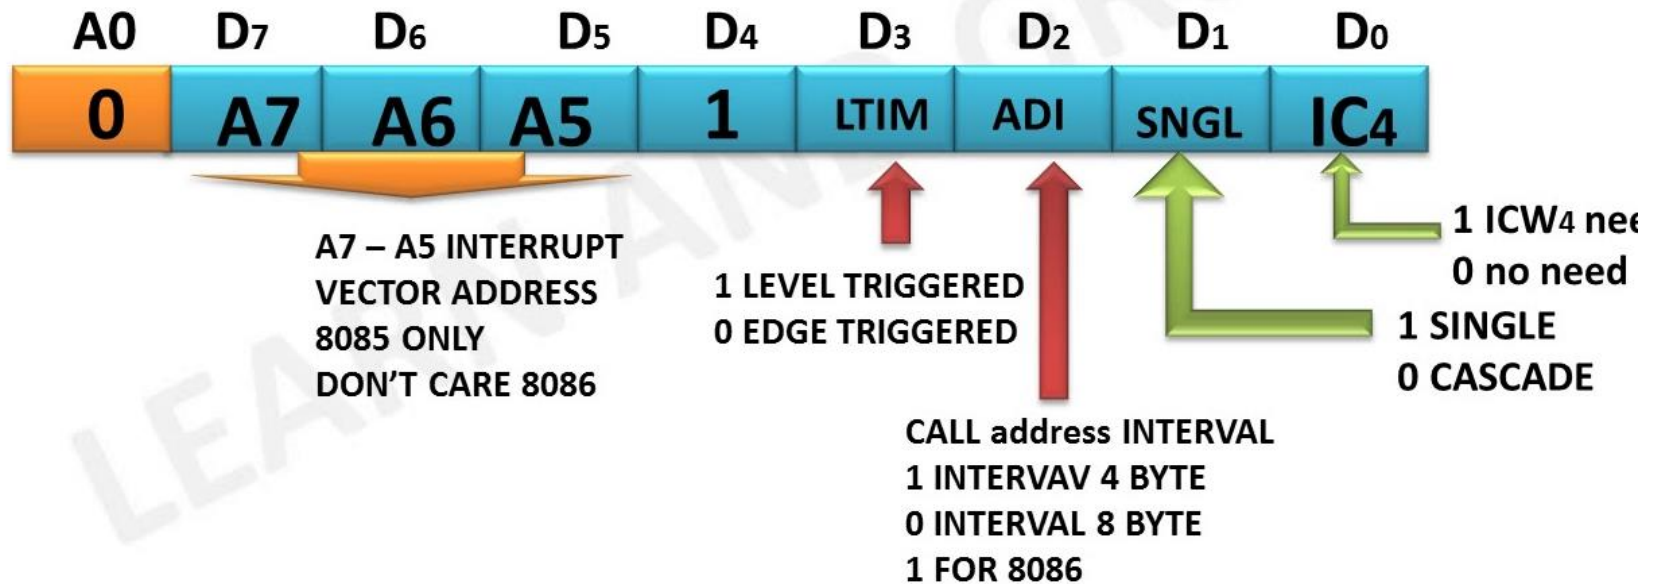 A0 D7 D6 D5 D4 D3 D2 D1 D0
0 A7 A6 A5 1 LTIM ADI SNGL IC4
A7 – A5 INTERRUPT
VECTOR ADDRESS
8085 ONLY
DON’T CARE 8086
1 LEVEL TRIGGERED
0 EDGE TRIGGERED
CALL address INTERVAL
1 INTERVAV 4 BYTE
0 INTERVAL 8 BYTE
1 FOR 8086
1 SINGLE
0 CASCADE
1 ICW4
0 no need
LEARN AND